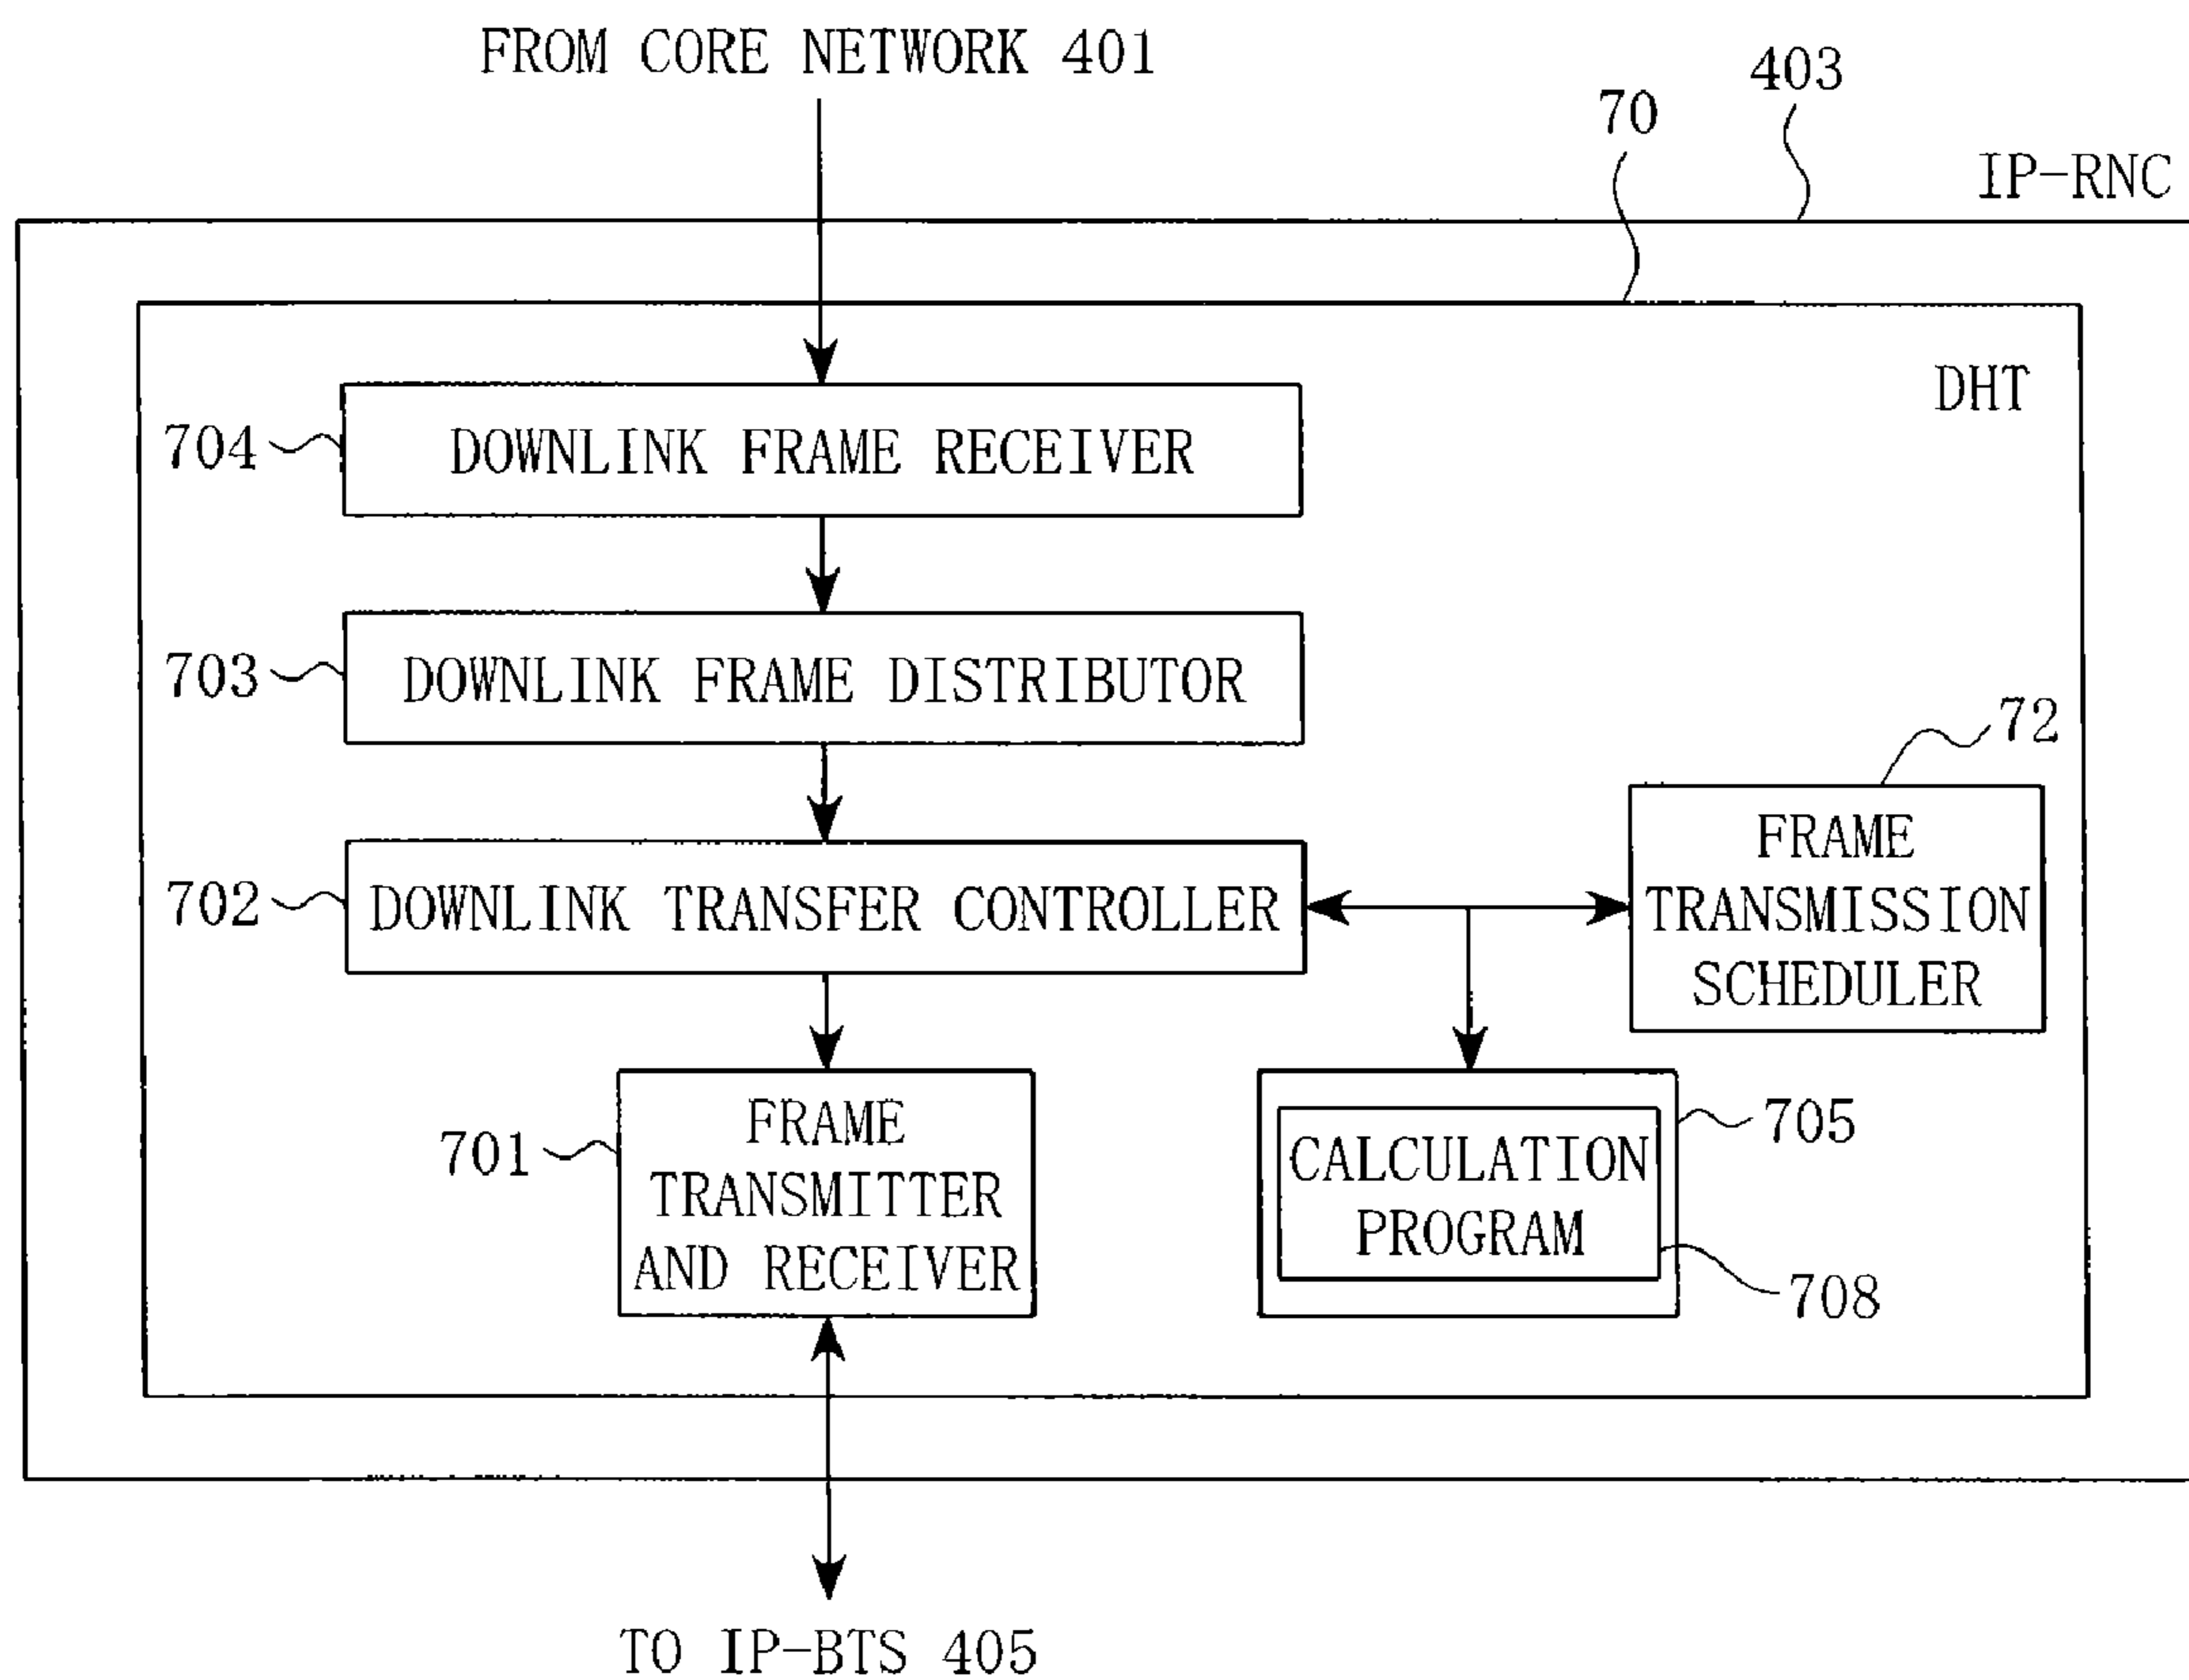 FROM CORE NETWORK 401
403
70
IP-RNC
DHT
704
DOWNLINK FRAME RECEIVER
703
DOWNLINK FRAME DISTRIBUTOR
72
702
DOWNLINK TRANSFER CONTROLLER
FRAME
TRANSMISSION
SCHEDULER
701
FRAME
TRANSMITTER
AND RECEIVER
705
CALCULATION
PROGRAM
708
TO IP-BTS 405